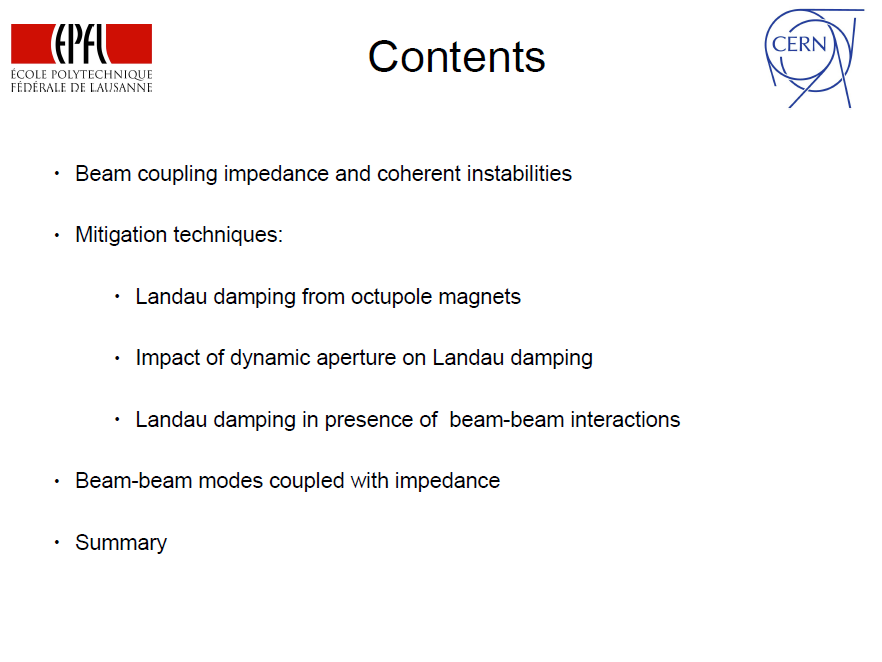 EPFL
ÉCOLE POLYTECHNIQUE
FÉDÉRALE DE LAUSANNE
Contents
CERN
• Beam coupling impedance and coherent instabilities
• Mitigation techniques:
• Landau damping from octupole magnets
• Impact of dynamic aperture on Landau damping
• Landau damping in presence of  beam-beam interactions
• Beam-beam modes coupled with impedance
• Summary